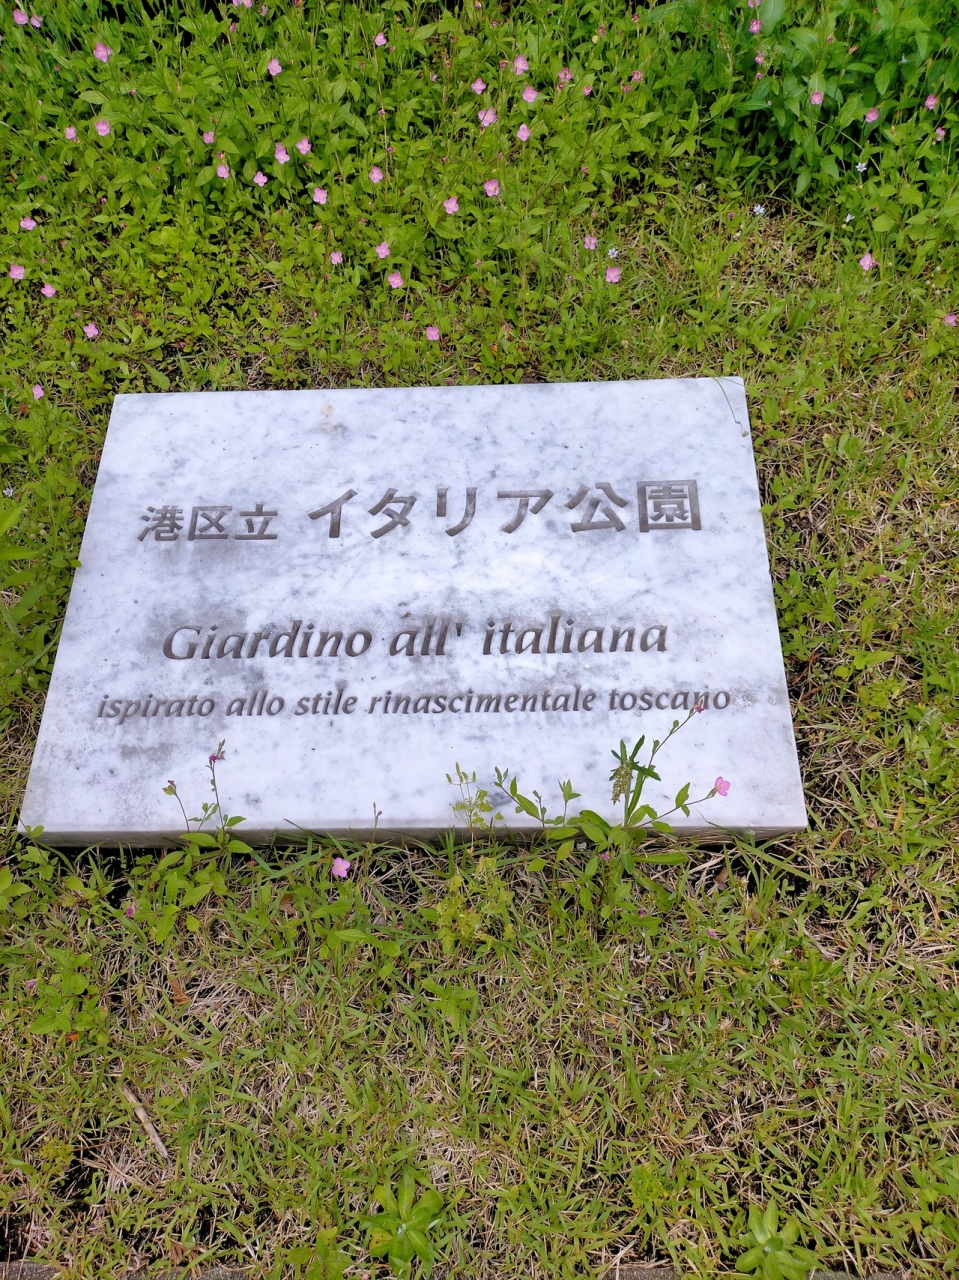 港区立 イタリア公園
Giardino all' italiana
ispirato allo stile rinascimentale toscano